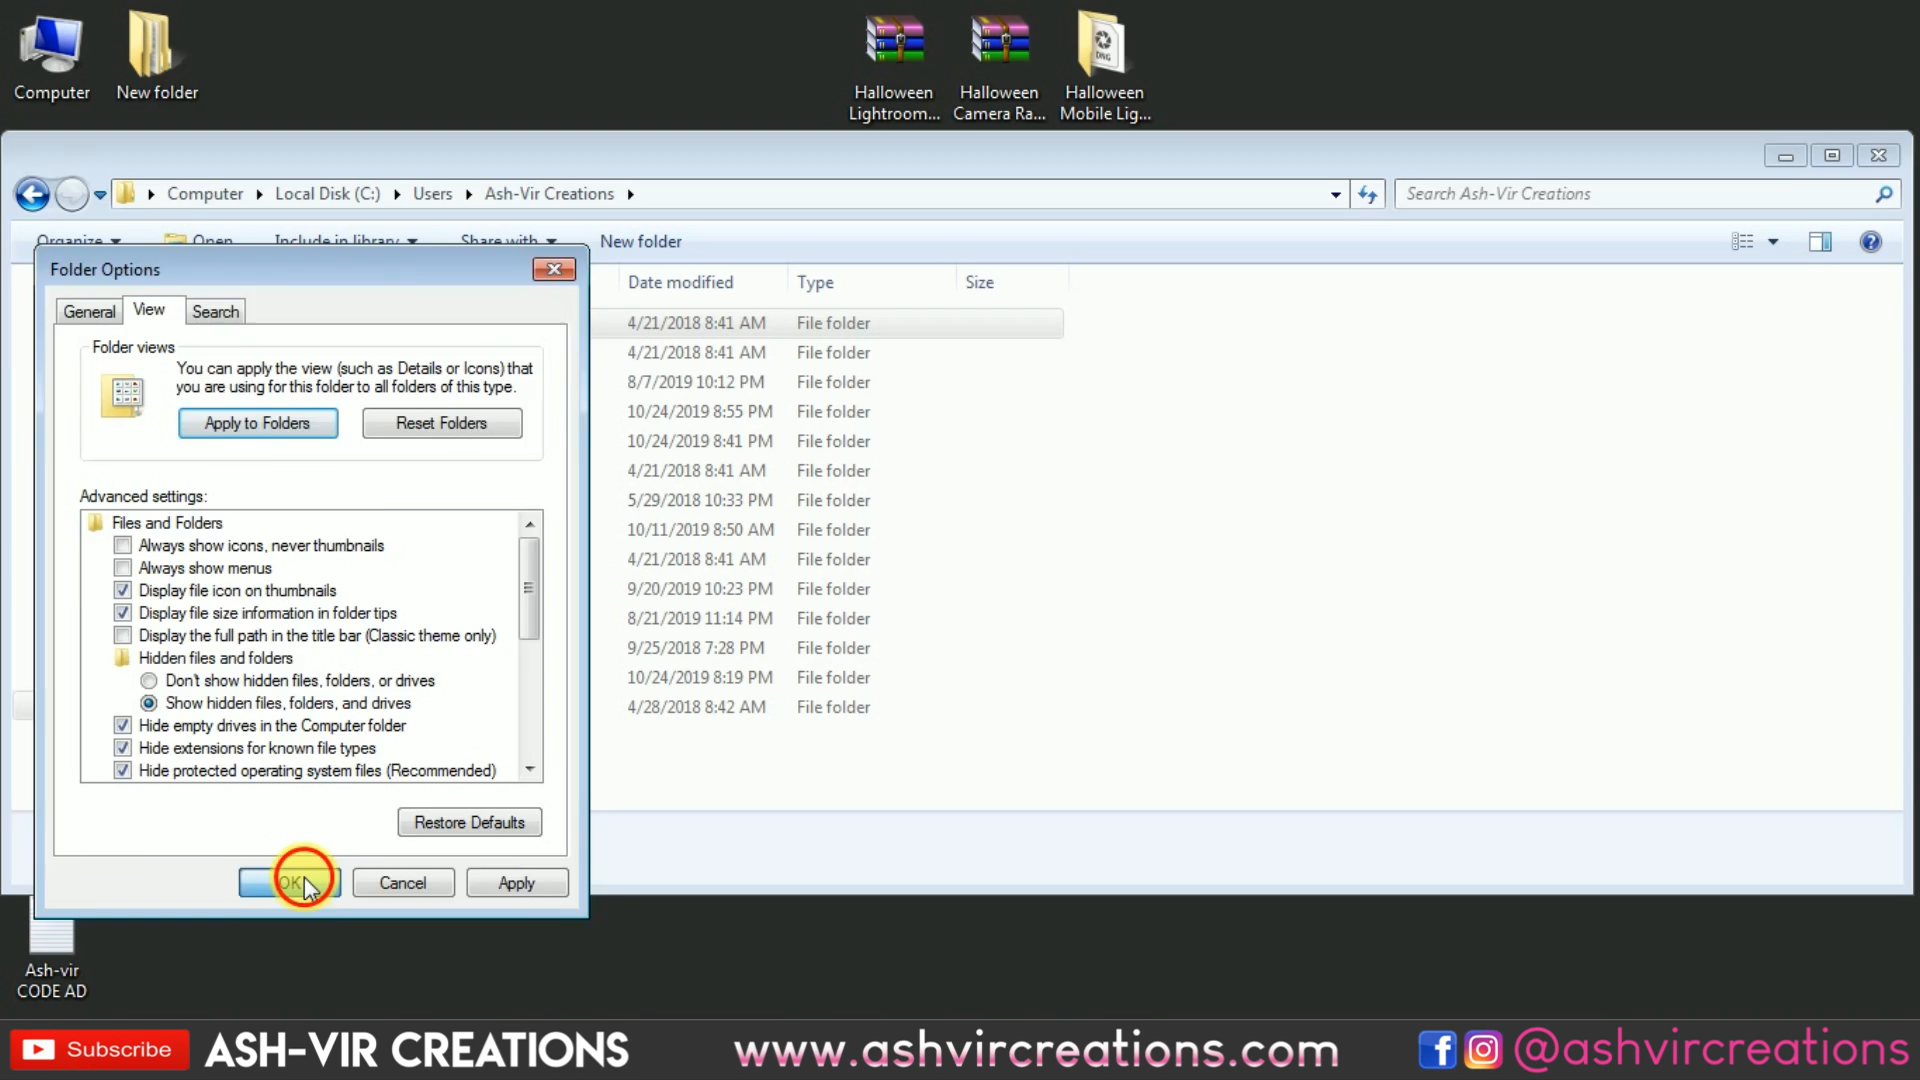 Computer
New folder
Halloween
Lightroom...
Halloween
Camera Ra...
Halloween
Mobile Lig...
DNG
Computer
Local Disk (C:)
Users
Ash-Vir Creations
Search Ash-Vir Creations
Organize
Open
Include in library
Share with
New folder
Folder Options
General
View
Search
Date modified
Type
Size
Folder views
You can apply the view (such as Details or Icons) that
you are using for this folder to all folders of this type.
Apply to Folders
Reset Folders
4/21/2018 8:41 AM File folder
4/21/2018 8:41 AM File folder
8/7/2019 10:12 PM File folder
10/24/2019 8:55 PM File folder
10/24/2019 8:41 PM File folder
4/21/2018 8:41 AM File folder
5/29/2018 10:33 PM File folder
10/11/2019 8:50 AM File folder
4/21/2018 8:41 AM File folder
9/20/2019 10:23 PM File folder
8/21/2019 11:14 PM File folder
9/25/2018 7:28 PM File folder
10/24/2019 8:19 PM File folder
4/28/2018 8:42 AM File folder
Advanced settings:
Files and Folders
Always show icons, never thumbnails
Always show menus
Display file icon on thumbnails
Display file size information in folder tips
Display the full path in the title bar (Classic theme only)
Hidden files and folders
Don't show hidden files, folders, or drives
Show hidden files, folders, and drives
Hide empty drives in the Computer folder
Hide extensions for known file types
Hide protected operating system files (Recommended)
Restore Defaults
OK
Cancel
Apply
Ash-vir
CODE AD
Subscribe
ASH-VIR CREATIONS
www.ashvircreations.com
@ashvircreations